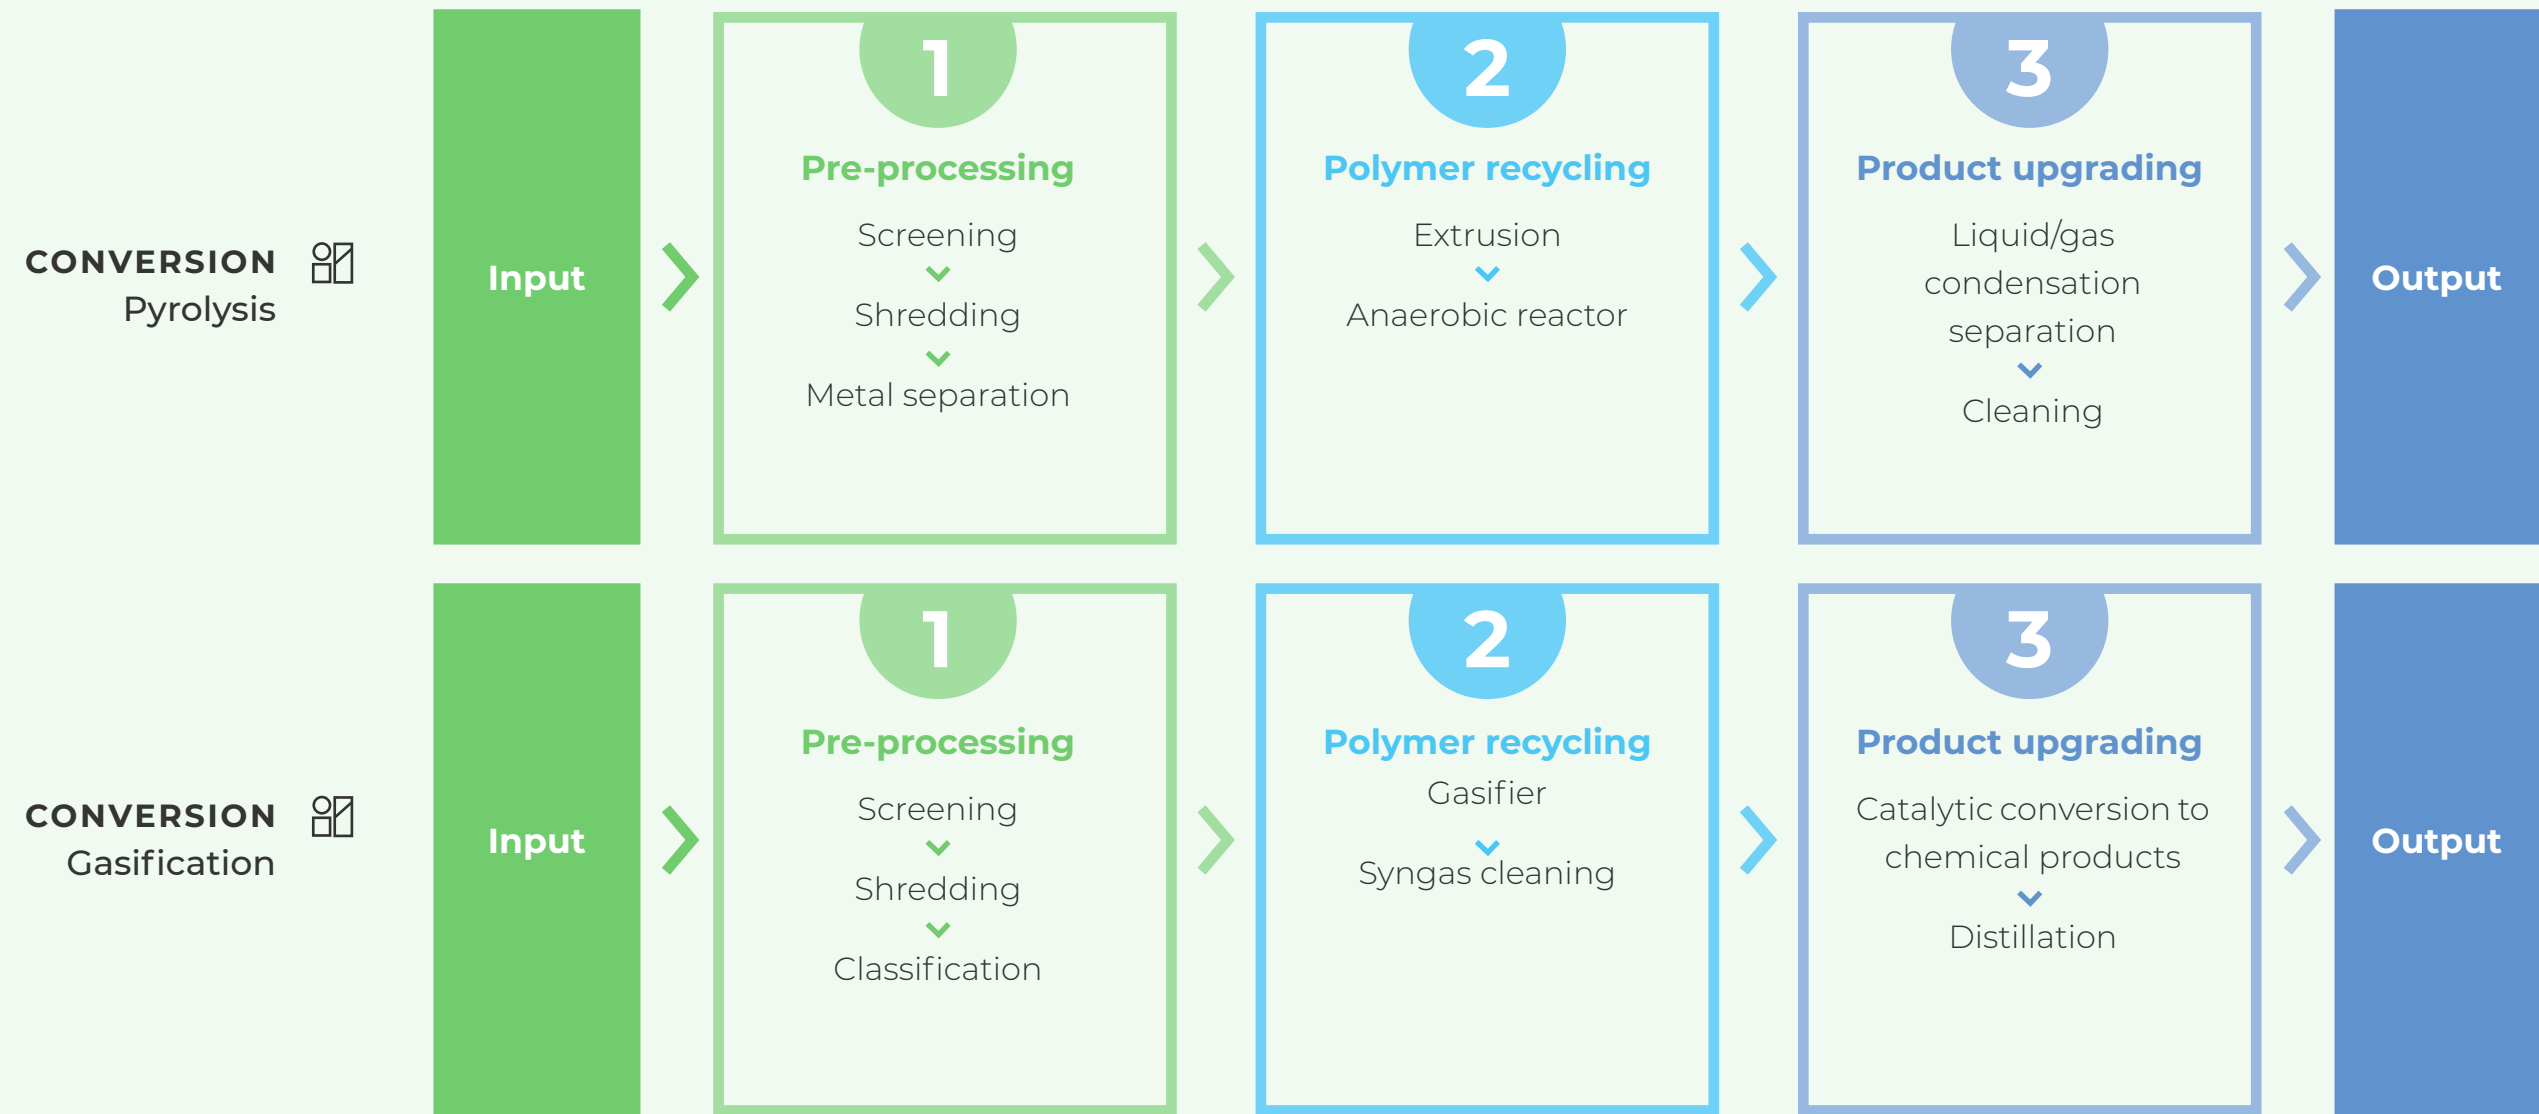 CONVERSION
Pyrolysis
Input
1
Pre-processing
Screening
Shredding
Metal separation
2
Polymer recycling
Extrusion
Anaerobic reactor
3
Product upgrading
Liquid/gas
condensation
separation
Cleaning
Output
CONVERSION
Gasification
Input
1
Pre-processing
Screening
Shredding
Classification
2
Polymer recycling
Gasifier
Syngas cleaning
3
Product upgrading
Catalytic conversion to
chemical products
Distillation
Output